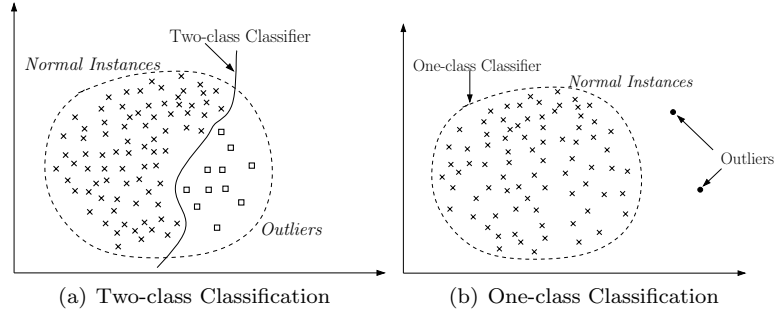 Two-class Classifier
Normal Instances
Outliers
(a) Two-class Classification
One-class Classifier
Normal Instances
Outliers
(b) One-class Classification